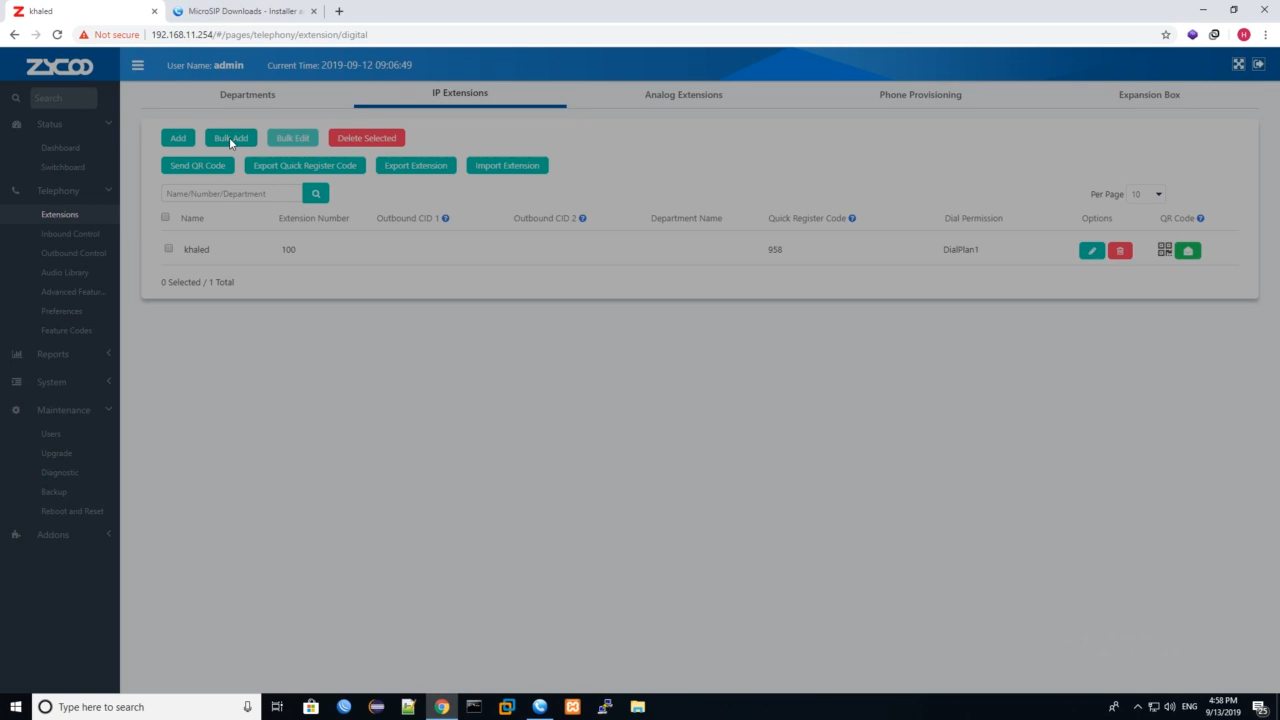 khaled
MicroSIP Downloads - Installer a
Not secure 192.168.11.254/#/pages/telephony/extension/digital
H
ZYCOO
User Name: admin Current Time: 2019-09-12 09:06:49
Search
Status
Dashboard
Switchboard
Telephony
Extensions
Inbound Control
Outbound Control
Audio Library
Advanced Featur...
Preferences
Feature Codes
Reports
System
Maintenance
Users
Upgrade
Diagnostic
Backup
Reboot and Reset
Addons
Departments IP Extensions Analog Extensions Phone Provisioning Expansion Box
Add Bulk Add Bulk Edit Delete Selected
Send QR Code Export Quick Register Code Export Extension Import Extension
Name/Number/Department Per Page 10
Name Extension Number Outbound CID 1 Outbound CID 2 Department Name Quick Register Code Dial Permission Options QR Code
khaled 100 958 DialPlan1
0 Selected / 1 Total
Type here to search
ENG
4:58 PM
9/13/2019
25